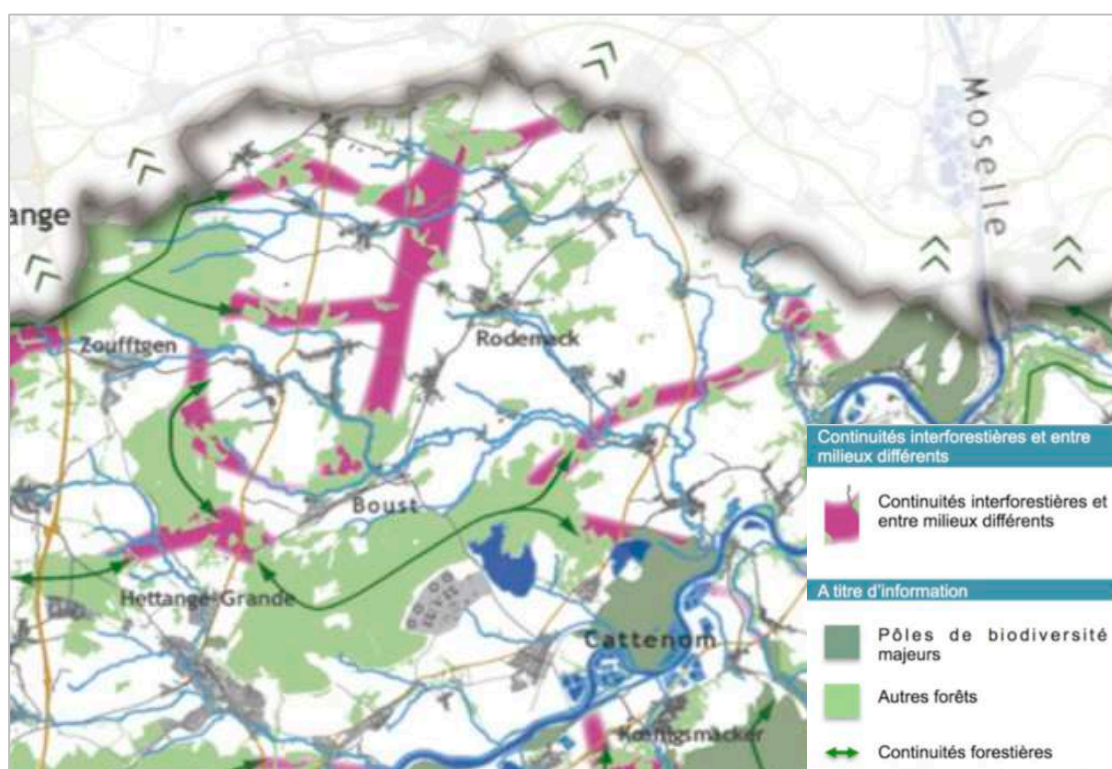 Moselle
ange
Zoufftgen
Rodemack
Boust
Hettange-Grande
Cattenom
Kœnigsmacker
Continuités interforestières et entre
milieux différents
Continuités interforestières et
entre milieux différents
A titre d'information
Pôles de biodiversité
majeurs
Autres forêts
Continuités forestières